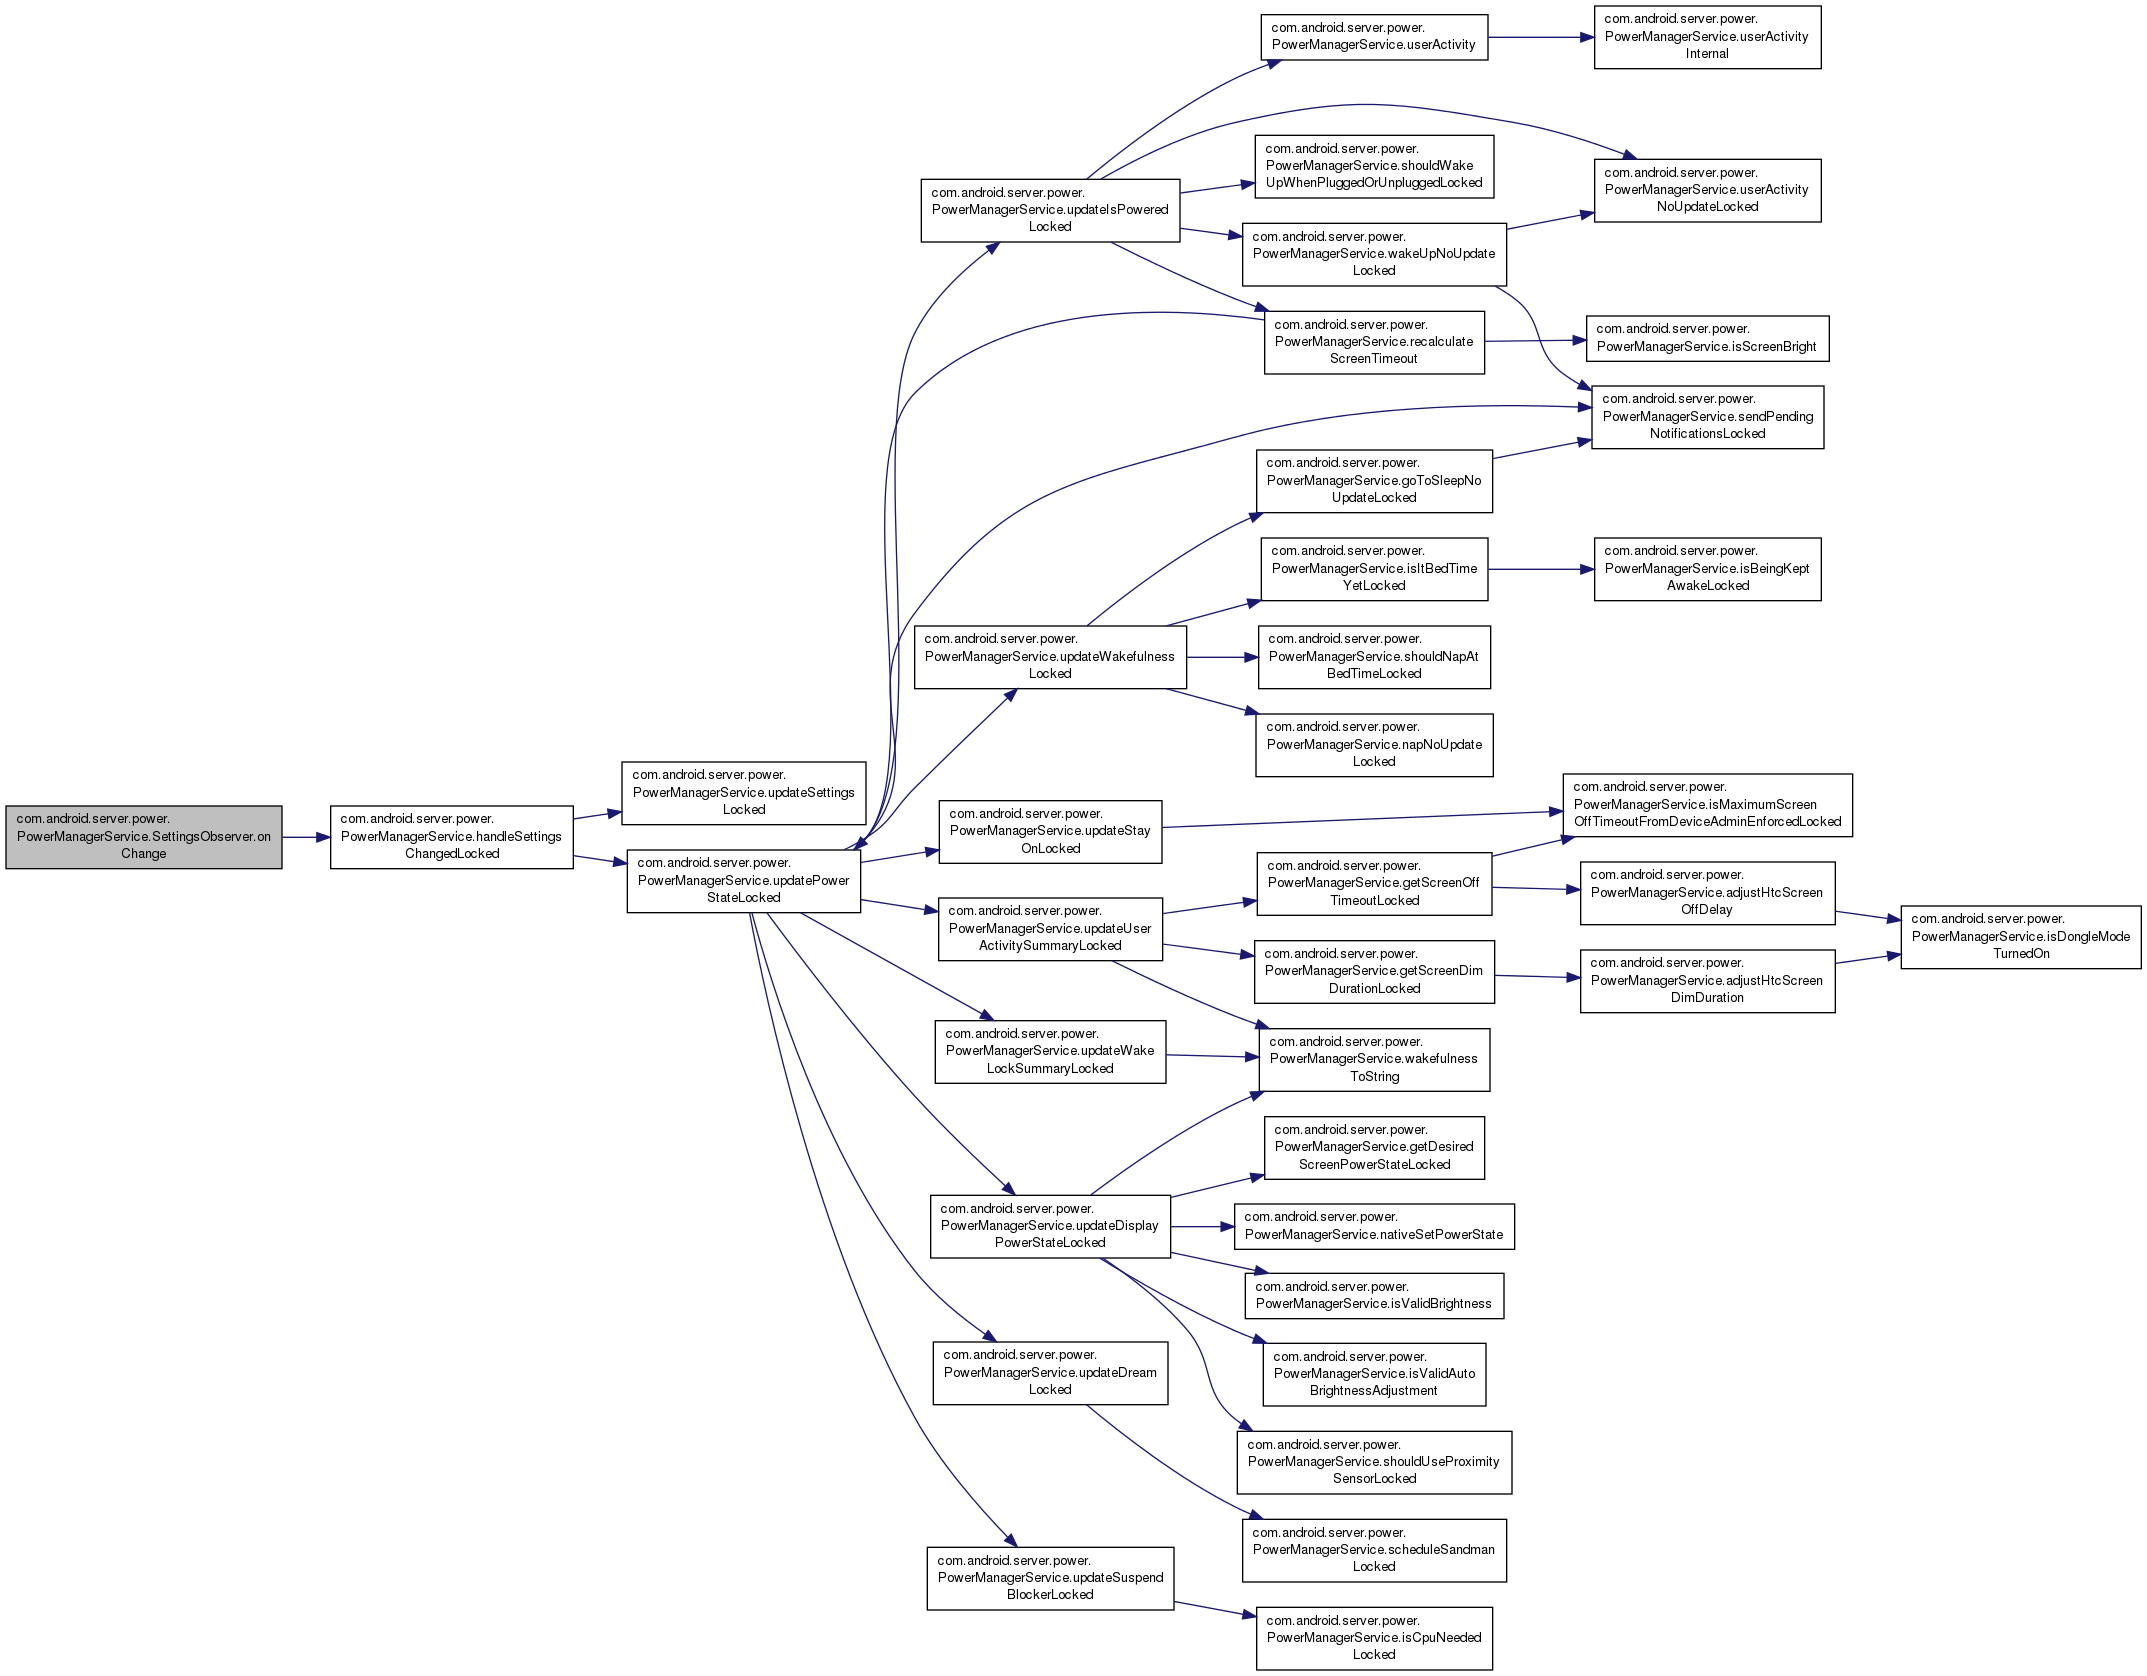 com.android.server.power.
PowerManagerService.SettingsObserver.on
Change
com.android.server.power.
PowerManagerService.handleSettings
ChangedLocked
com.android.server.power.
PowerManagerService.updateSettings
Locked
com.android.server.power.
PowerManagerService.updatePower
StateLocked
com.android.server.power.
PowerManagerService.updateIsPowered
Locked
com.android.server.power.
PowerManagerService.updateWakefulness
Locked
com.android.server.power.
PowerManagerService.updateStay
OnLocked
com.android.server.power.
PowerManagerService.updateUser
ActivitySummaryLocked
com.android.server.power.
PowerManagerService.updateWake
LockSummaryLocked
com.android.server.power.
PowerManagerService.updateDisplay
PowerStateLocked
com.android.server.power.
PowerManagerService.updateDream
Locked
com.android.server.power.
PowerManagerService.updateSuspend
BlockerLocked
com.android.server.power.
PowerManagerService.userActivity
com.android.server.power.
PowerManagerService.shouldWake
UpWhenPluggedOrUnpluggedLocked
com.android.server.power.
PowerManagerService.wakeUpNoUpdate
Locked
com.android.server.power.
PowerManagerService.recalculate
ScreenTimeout
com.android.server.power.
PowerManagerService.goToSleepNo
UpdateLocked
com.android.server.power.
PowerManagerService.isItBedTime
YetLocked
com.android.server.power.
PowerManagerService.shouldNapAt
BedTimeLocked
com.android.server.power.
PowerManagerService.napNoUpdate
Locked
com.android.server.power.
PowerManagerService.getScreenOff
TimeoutLocked
com.android.server.power.
PowerManagerService.getScreenDim
DurationLocked
com.android.server.power.
PowerManagerService.wakefulness
ToString
com.android.server.power.
PowerManagerService.getDesired
ScreenPowerStateLocked
com.android.server.power.
PowerManagerService.nativeSetPowerState
com.android.server.power.
PowerManagerService.isValidBrightness
com.android.server.power.
PowerManagerService.isValidAuto
BrightnessAdjustment
com.android.server.power.
PowerManagerService.shouldUseProximity
SensorLocked
com.android.server.power.
PowerManagerService.scheduleSandman
Locked
com.android.server.power.
PowerManagerService.isCpuNeeded
Locked
com.android.server.power.
PowerManagerService.userActivity
Internal
com.android.server.power.
PowerManagerService.userActivity
NoUpdateLocked
com.android.server.power.
PowerManagerService.isScreenBright
com.android.server.power.
PowerManagerService.sendPending
NotificationsLocked
com.android.server.power.
PowerManagerService.isBeingKept
AwakeLocked
com.android.server.power.
PowerManagerService.isMaximumScreen
OffTimeoutFromDeviceAdminEnforcedLocked
com.android.server.power.
PowerManagerService.adjustHtcScreen
OffDelay
com.android.server.power.
PowerManagerService.adjustHtcScreen
DimDuration
com.android.server.power.
PowerManagerService.isDongleMode
TurnedOn